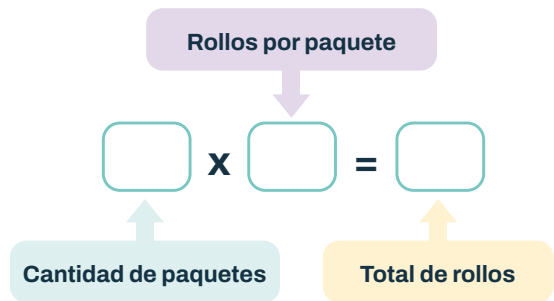 Rollos por paquete
x =
Cantidad de paquetes
Total de rollos